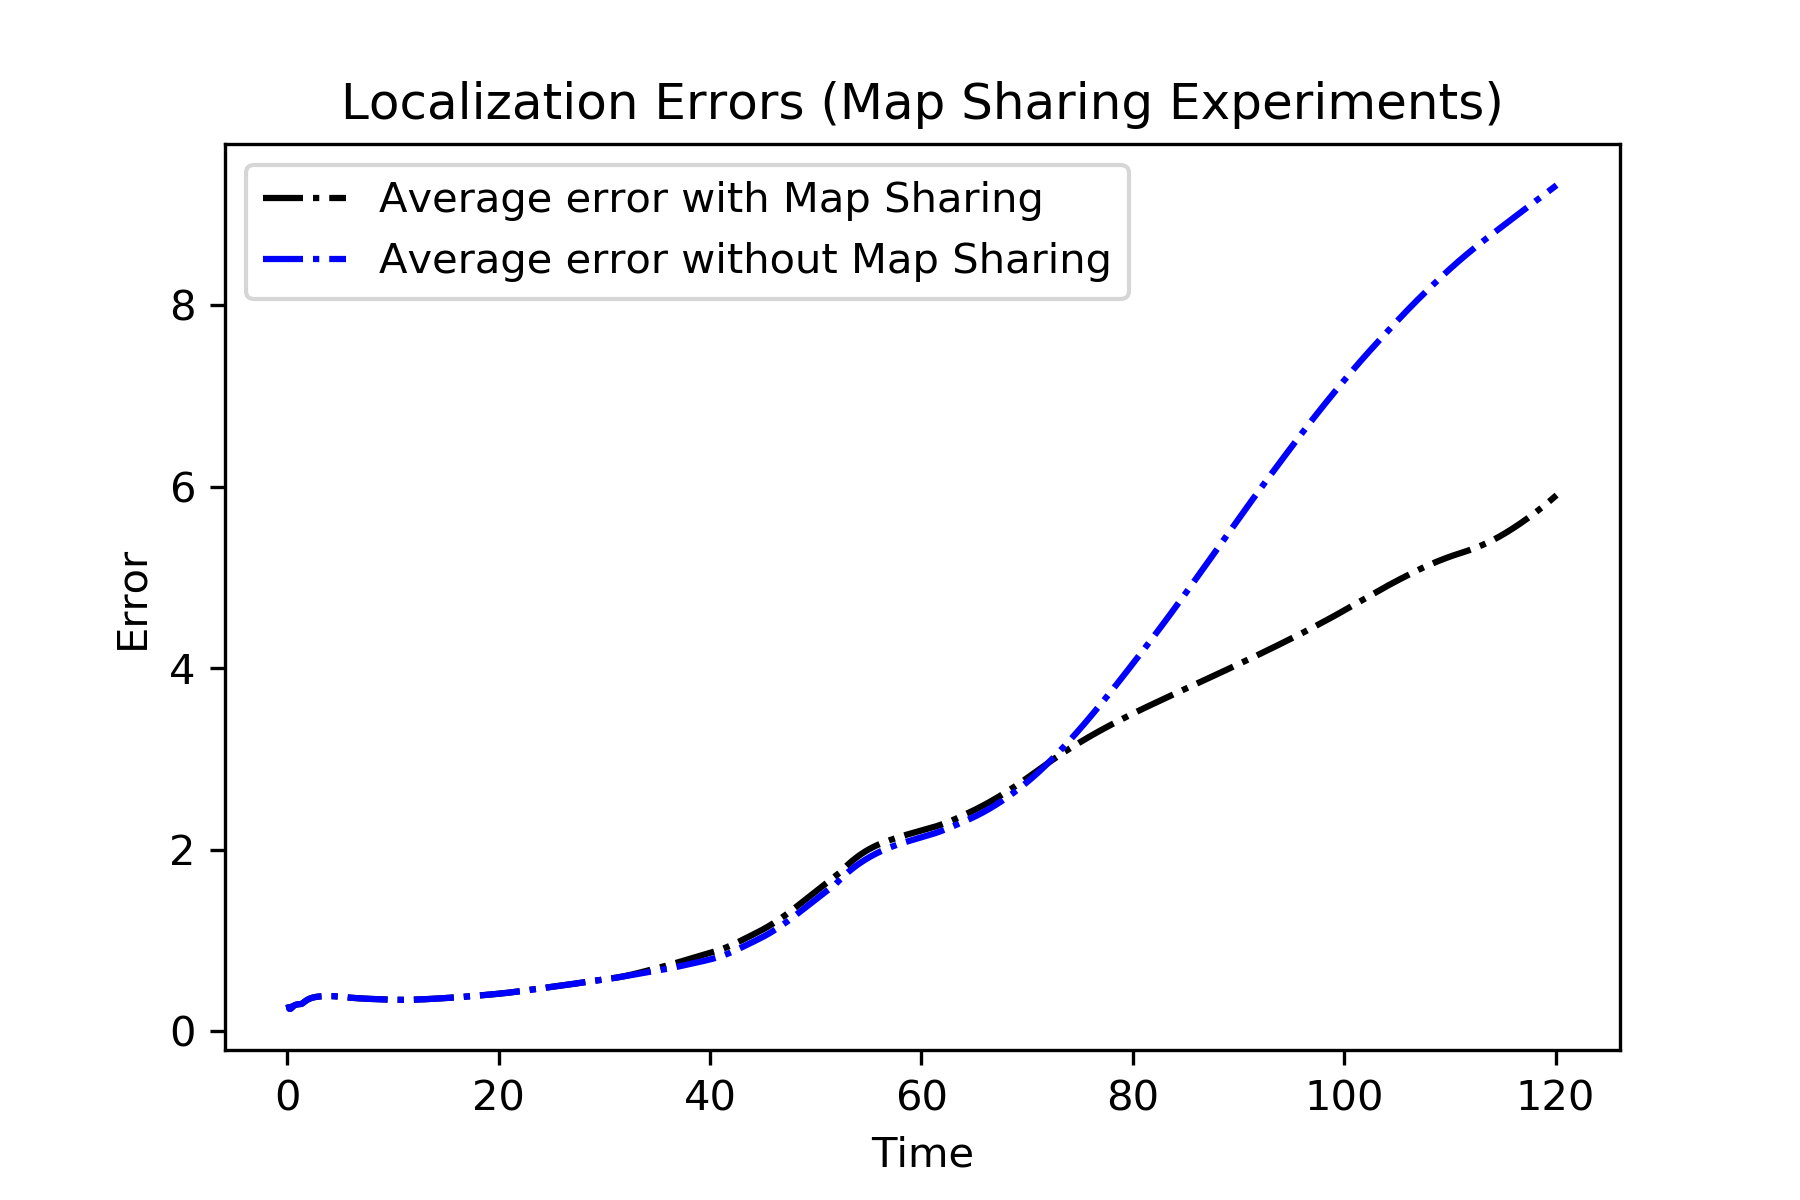 Localization Errors (Map Sharing Experiments)
Average error with Map Sharing
Average error without Map Sharing
8
6
4
2
0
Error
0 20 40 60 80 100 120
Time